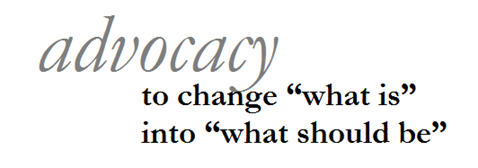 advocacy
to change “what is”
into “what should be”